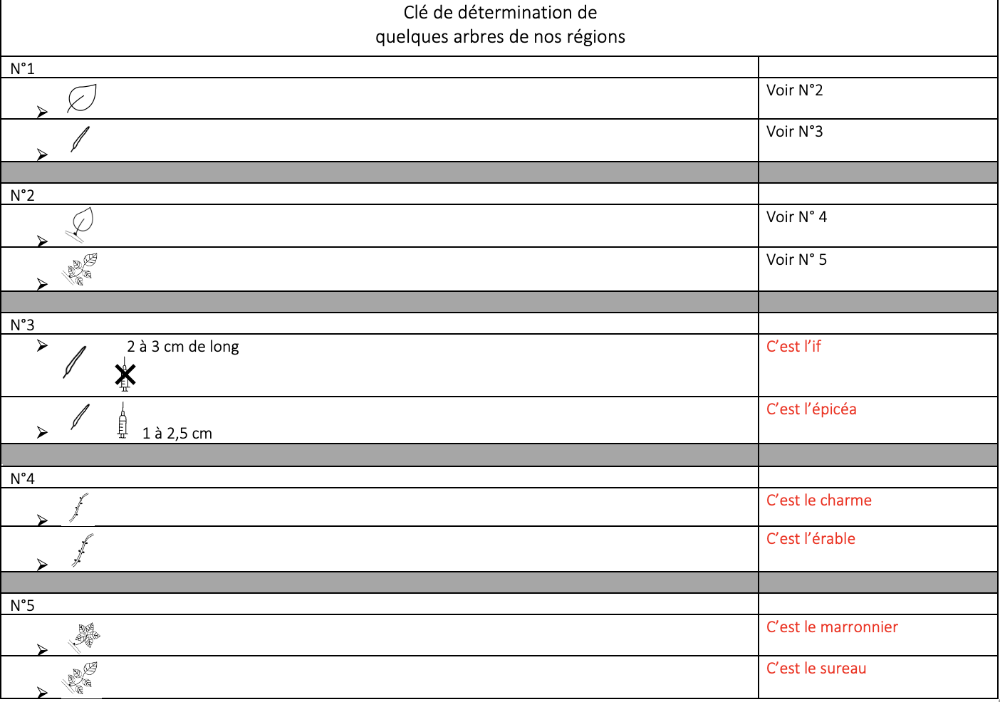 Clé de détermination de
quelques arbres de nos régions
N°1
Voir N°2
Voir N°3
N°2
Voir N° 4
Voir N° 5
N°3
2 à 3 cm de long
C’est l’if
1 à 2,5 cm
C’est l’épicéa
N°4
C’est le charme
C’est l’érable
N°5
C’est le marronnier
C’est le sureau